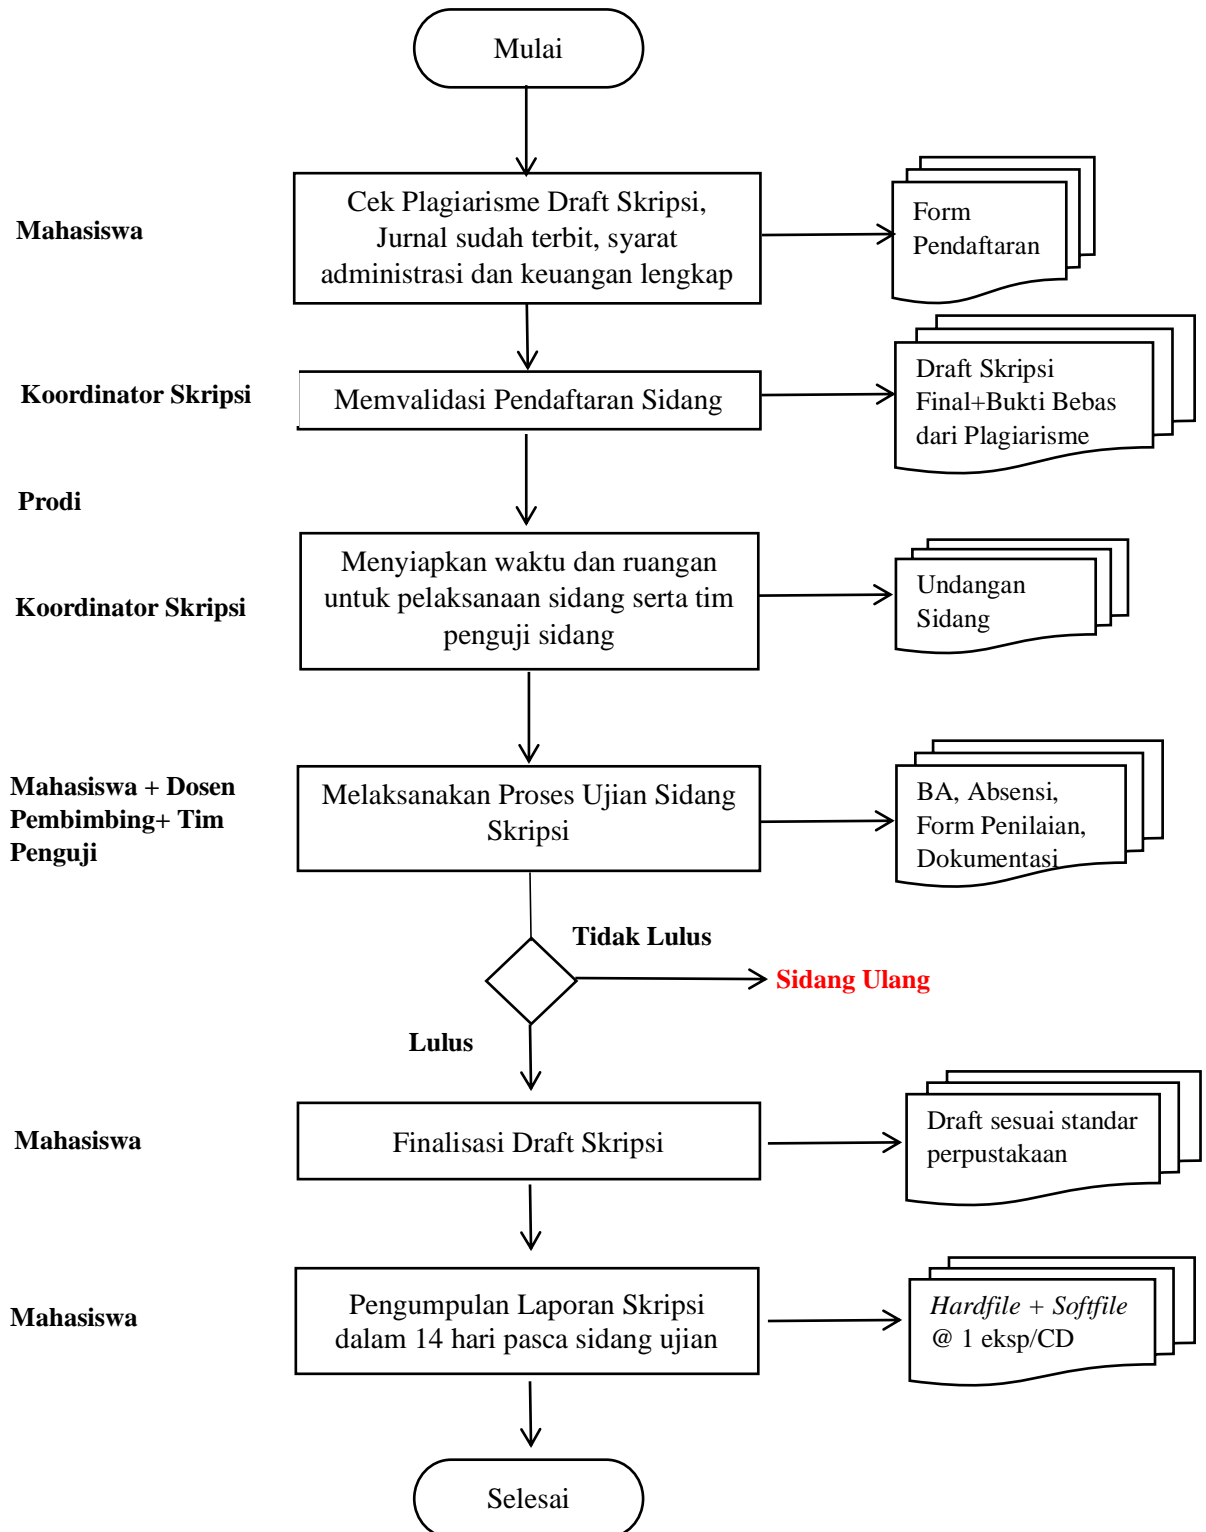 Mulai
Mahasiswa
Cek Plagiarisme Draft Skripsi,
Jurnal sudah terbit, syarat
administrasi dan keuangan lengkap
Form
Pendaftaran
Koordinator Skripsi
Memvalidasi Pendaftaran Sidang
Draft Skripsi
Final+Bukti Bebas
dari Plagiarisme
Prodi
Koordinator Skripsi
Menyiapkan waktu dan ruangan
untuk pelaksanaan sidang serta tim
penguji sidang
Undangan
Sidang
Mahasiswa + Dosen
Pembimbing+ Tim
Penguji
Melaksanakan Proses Ujian Sidang
Skripsi
BA, Absensi,
Form Penilaian,
Dokumentasi
Tidak Lulus
Sidang Ulang
Lulus
Mahasiswa
Finalisasi Draft Skripsi
Draft sesuai standar
perpustakaan
Mahasiswa
Pengumpulan Laporan Skripsi
dalam 14 hari pasca sidang ujian
Hardfile + Softfile
@ 1 eksp/CD
Selesai